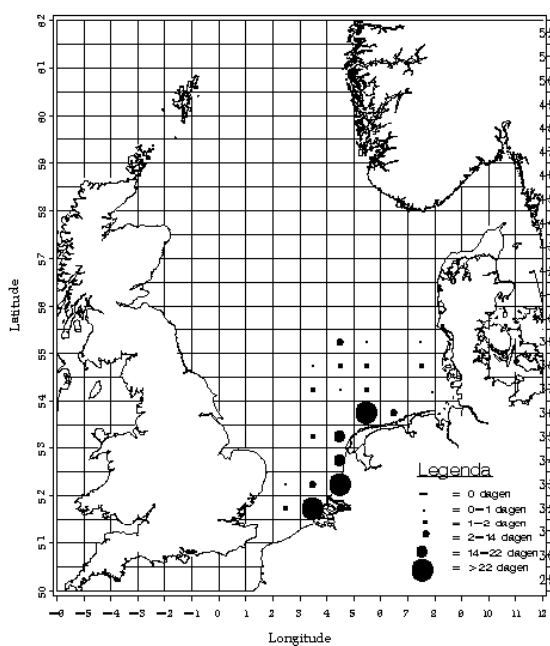 62
61
60
59
58
57
56
55
54
53
52
51
50
Latitude
Legenda
= 0 dagen
= 0-1 dagen
= 1-2 dagen
= 2-14 dagen
= 14-22 dagen
= >22 dagen
-6 -5 -4 -3 -2 -1 0 1 2 3 4 5 6 7 8 9 10 11 12
Longitude